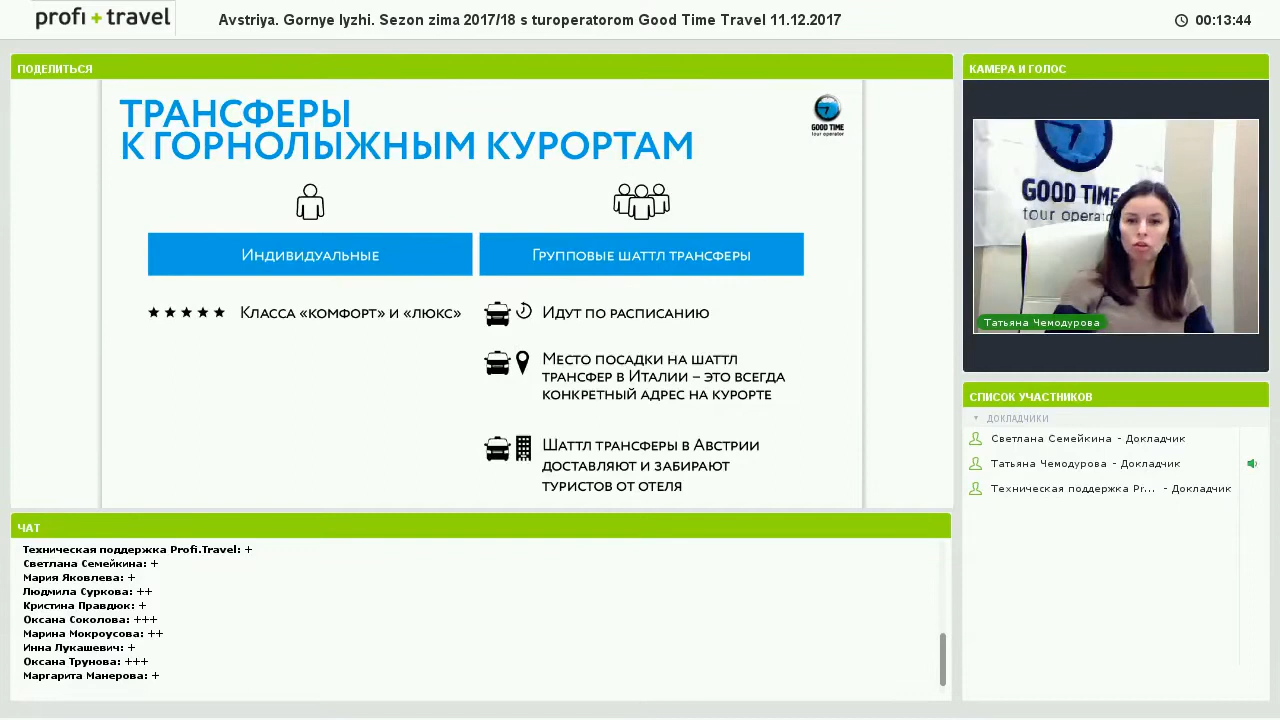 profi + travel
Avstriya. Gornye lyzhi. Sezon zima 2017/18 s turoperatorom Good Time Travel 11.12.2017
00:13:44
ПОДЕЛИТЬСЯ
ТРАНСФЕРЫ
К ГОРНОЛЫЖНЫМ КУРОРТАМ
GOOD TIME
tour operator
Индивидуальные
Групповые шаттл трансферы
Класса «комфорт» и «люкс»
Идут по расписанию
Место посадки на шаттл
трансфер в Италии – это всегда
конкретный адрес на курорте
Шаттл трансферы в Австрии
доставляют и забирают
туристов от отеля
КАМЕРА И ГОЛОС
GOOD TIME
tour operato
Татьяна Чемодурова
СПИСОК УЧАСТНИКОВ
ДОКЛАДЧИКИ
Светлана Семейкина - Докладчик
Татьяна Чемодурова - Докладчик
Техническая поддержка Pr... - Докладчик
ЧАТ
Техническая поддержка Profi.Travel: +
Светлана Семейкина: +
Мария Яковлева: +
Людмила Суркова: ++
Кристина Правдюк: +
Оксана Соколова: +++
Марина Мокроусова: ++
Инна Лукашевич: +
Оксана Трунова: +++
Маргарита Манерова: +